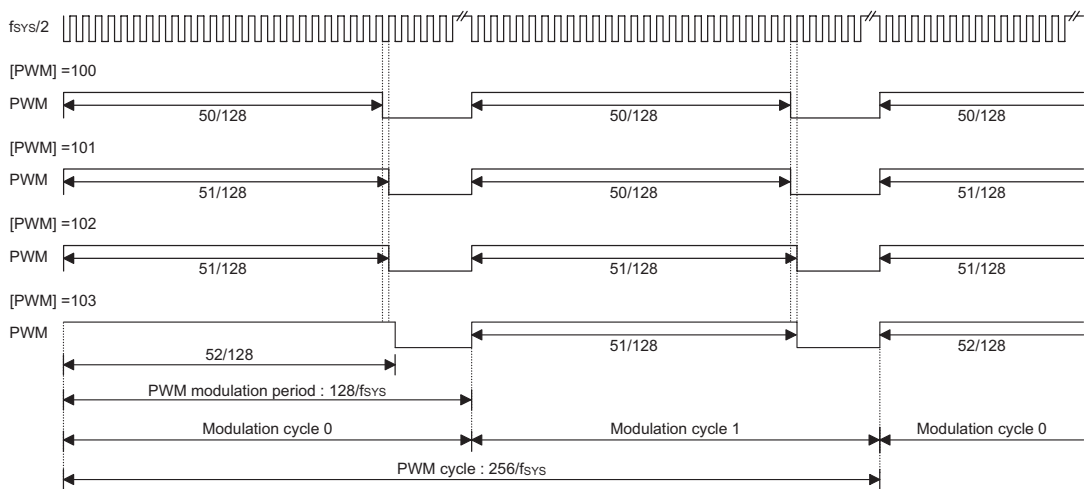 fSYS/2
[PWM] =100
PWM
50/128 50/128 50/128
[PWM] =101
PWM
51/128 50/128 51/128
[PWM] =102
PWM
51/128 51/128 51/128
[PWM] =103
PWM
52/128 51/128 52/128
PWM modulation period : 128/fSYS
Modulation cycle 0 Modulation cycle 1 Modulation cycle 0
PWM cycle : 256/fSYS